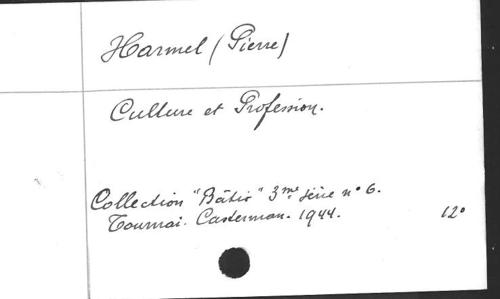 Harmel (Pierre)
Culture et Profession.
Collection "Bâtir" 3me série n° 6.
Tournai. Casterman. 1944.
12°